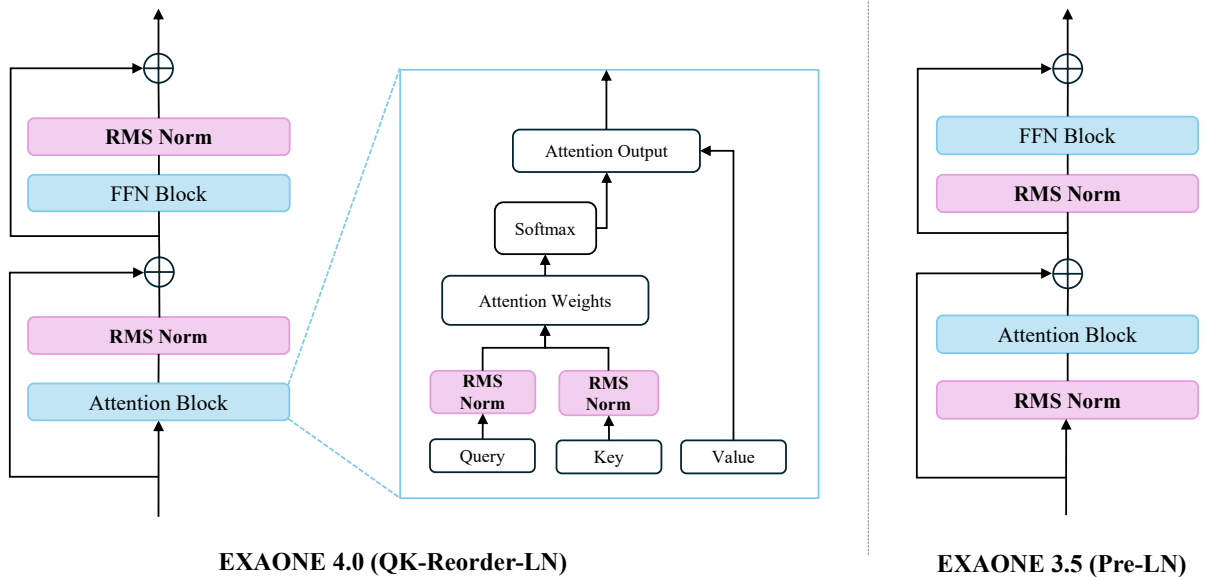 RMS Norm
FFN Block
RMS Norm
Attention Block
Attention Output
Softmax
Attention Weights
RMS
Norm
RMS
Norm
Query
Key
Value
EXAONE 4.0 (QK-Reorder-LN)
FFN Block
RMS Norm
Attention Block
RMS Norm
EXAONE 3.5 (Pre-LN)